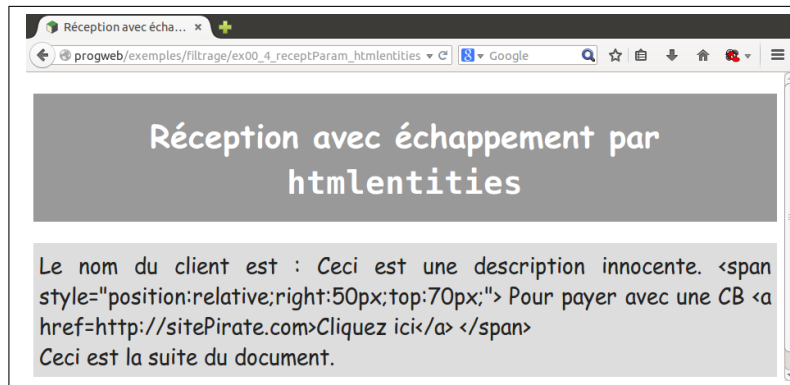 Réception avec écha... ×
progweb/exemples/filtrage/ex00_4_receptParam_htmlentities
Google
Réception avec échappement par
htmlentities
Le nom du client est : Ceci est une description innocente. <span
style="position:relative;right:50px;top:70px;"> Pour payer avec une CB <a
href=http://sitePirate.com>Cliquez ici</a> </span>
Ceci est la suite du document.